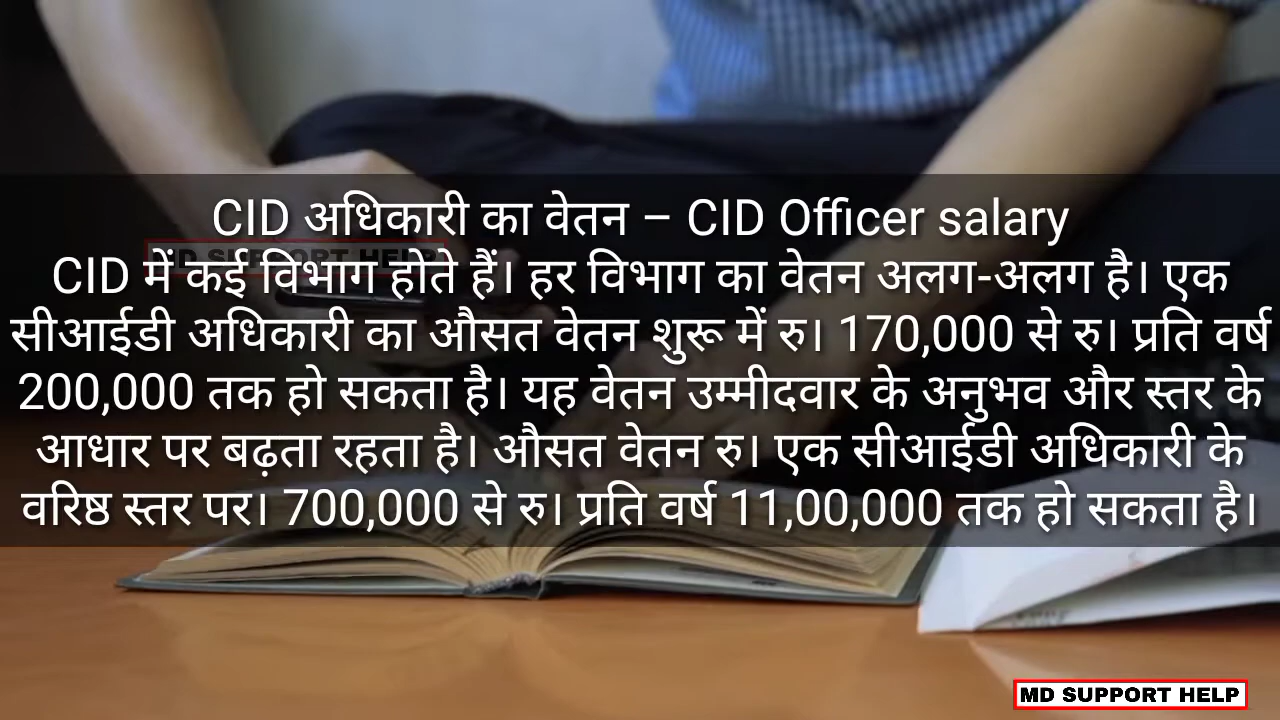 CID अधिकारी का वेतन – CID Officer salary
MD SUPPORT HELP
CID में कई विभाग होते हैं। हर विभाग का वेतन अलग-अलग है। एक
सीआईडी अधिकारी का औसत वेतन शुरू में रु। 170,000 से रु। प्रति वर्ष
200,000 तक हो सकता है। यह वेतन उम्मीदवार के अनुभव और स्तर के
आधार पर बढ़ता रहता है। औसत वेतन रु। एक सीआईडी अधिकारी के
वरिष्ठ स्तर पर। 700,000 से रु। प्रति वर्ष 11,00,000 तक हो सकता है।
MD SUPPORT HELP